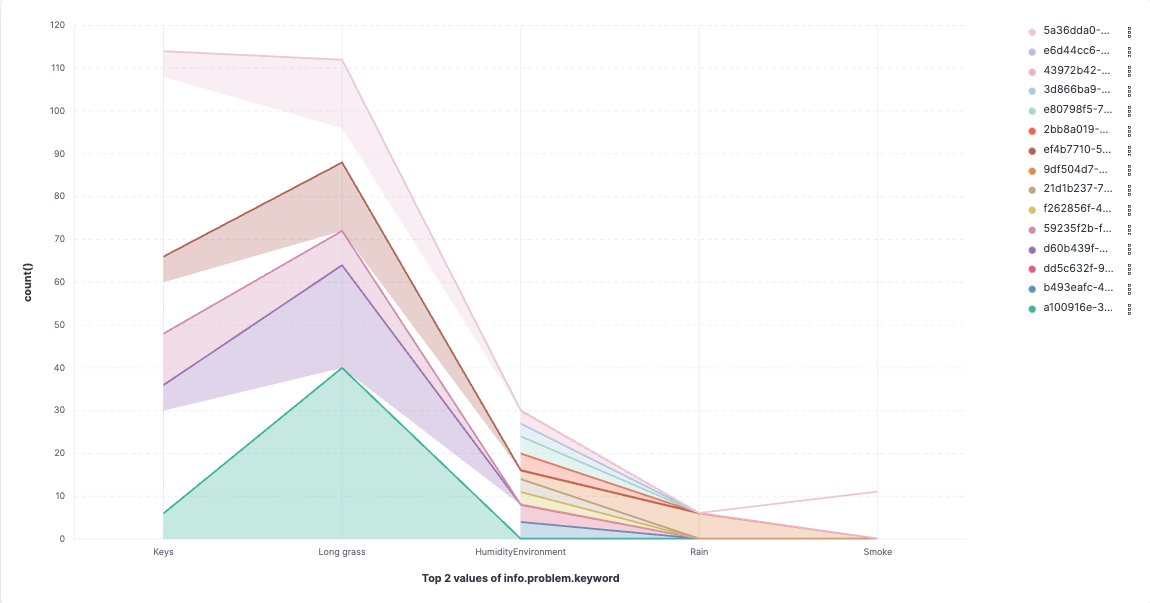 120
110
100
90
80
70
60
50
40
30
20
10
0
count()
Keys
Long grass
HumidityEnvironment
Rain
Smoke
Top 2 values of info.problem.keyword
5a36dda0-...
e6d44cc6-...
43972b42-...
3d866ba9-...
e80798f5-7...
2bb8a019-...
ef4b7710-5...
9df504d7-...
21d1b237-7...
f262856f-4...
59235f2b-f...
d60b439f-...
dd5c632f-9...
b493eafc-4...
a100916e-3...